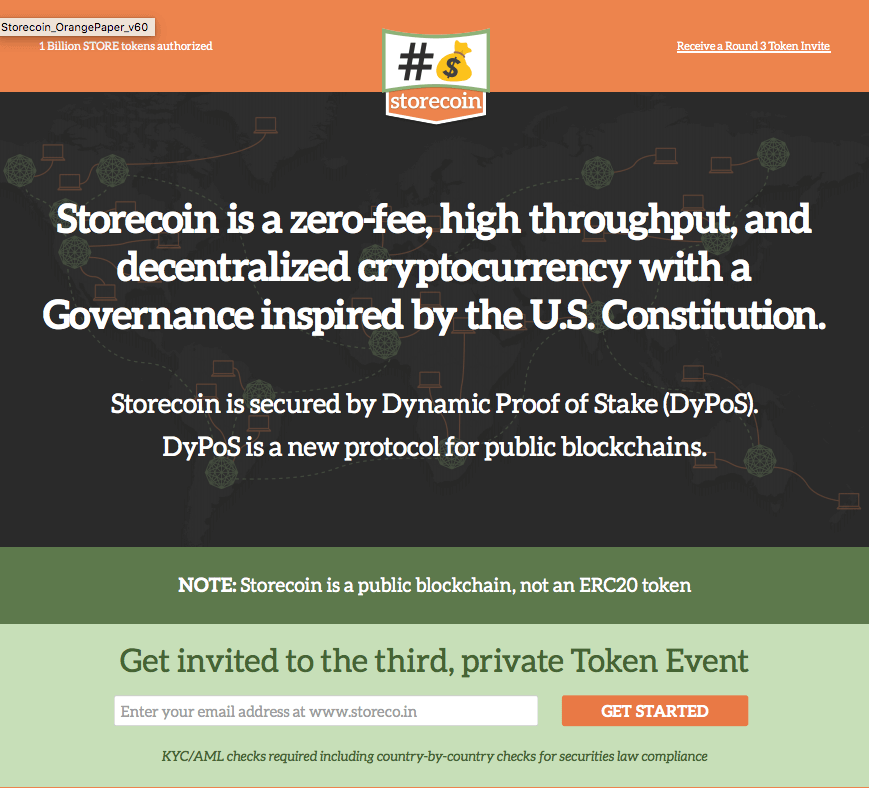 Storecoin_OrangePaper_v60
1 Billion STORE tokens authorized
Receive a Round 3 Token Invite
#$
storecoin
Storecoin is a zero-fee, high throughput, and
decentralized cryptocurrency with a
Governance inspired by the U.S. Constitution.
Storecoin is secured by Dynamic Proof of Stake (DyPoS).
DyPoS is a new protocol for public blockchains.
NOTE: Storecoin is a public blockchain, not an ERC20 token
Get invited to the third, private Token Event
Enter your email address at www.storeco.in
GET STARTED
KYC/AML checks required including country-by-country checks for securities law compliance